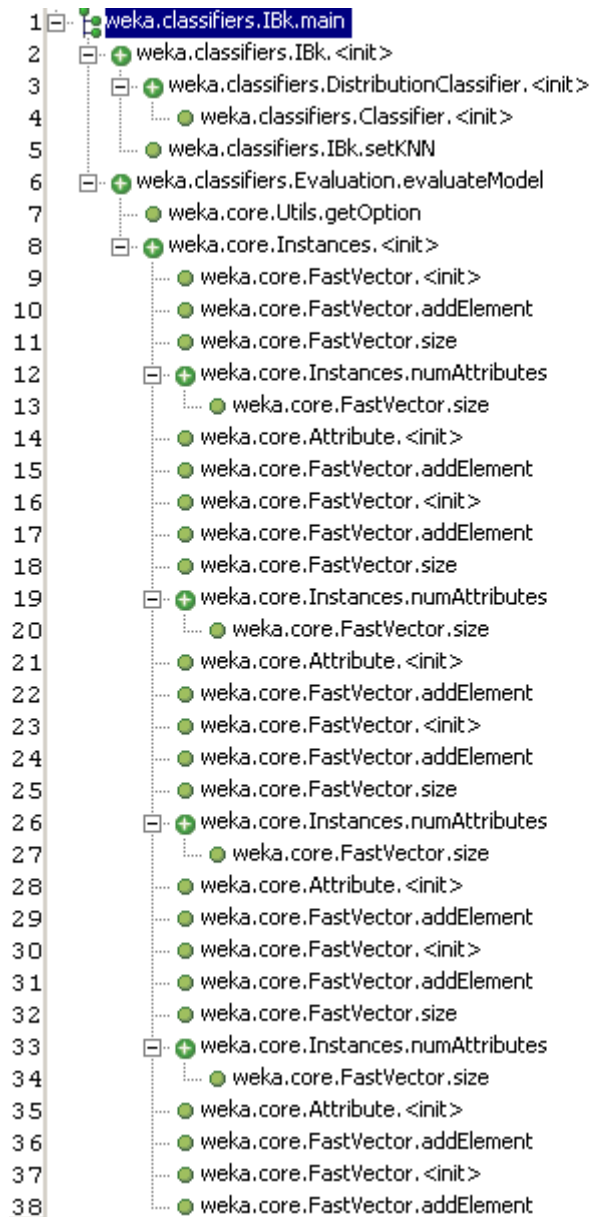 1 weka.classifiers.IBk.main
2 weka.classifiers.IBk.<init>
3 weka.classifiers.DistributionClassifier.<init>
4 weka.classifiers.Classifier.<init>
5 weka.classifiers.IBk.setKNN
6 weka.classifiers.Evaluation.evaluateModel
7 weka.core.Utils.getOption
8 weka.core.Instances.<init>
9 weka.core.FastVector.<init>
10 weka.core.FastVector.addElement
11 weka.core.FastVector.size
12 weka.core.Instances.numAttributes
13 weka.core.FastVector.size
14 weka.core.Attribute.<init>
15 weka.core.FastVector.addElement
16 weka.core.FastVector.<init>
17 weka.core.FastVector.addElement
18 weka.core.FastVector.size
19 weka.core.Instances.numAttributes
20 weka.core.FastVector.size
21 weka.core.Attribute.<init>
22 weka.core.FastVector.addElement
23 weka.core.FastVector.<init>
24 weka.core.FastVector.addElement
25 weka.core.FastVector.size
26 weka.core.Instances.numAttributes
27 weka.core.FastVector.size
28 weka.core.Attribute.<init>
29 weka.core.FastVector.addElement
30 weka.core.FastVector.<init>
31 weka.core.FastVector.addElement
32 weka.core.FastVector.size
33 weka.core.Instances.numAttributes
34 weka.core.FastVector.size
35 weka.core.Attribute.<init>
36 weka.core.FastVector.addElement
37 weka.core.FastVector.<init>
38 weka.core.FastVector.addElement